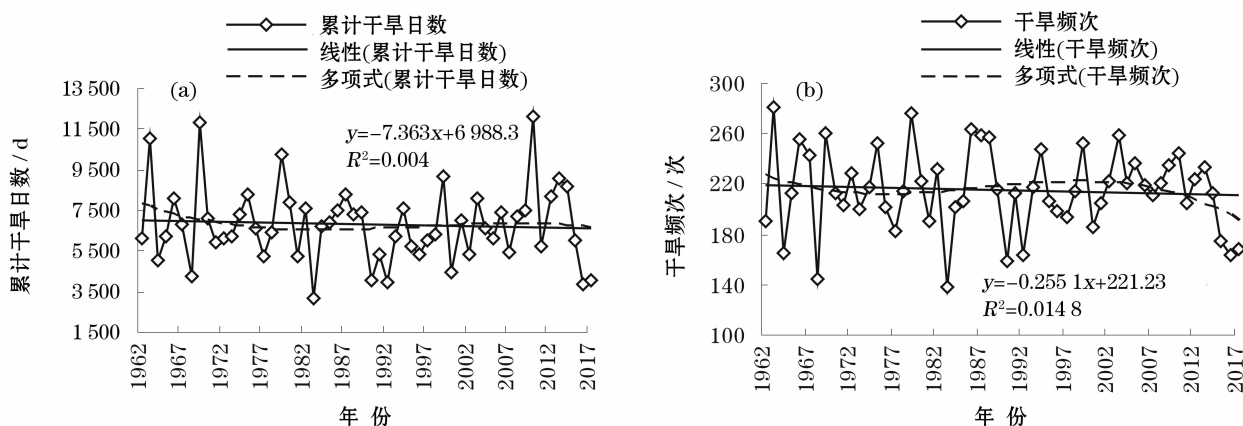 累计干旱日数
线性(累计干旱日数)
多项式(累计干旱日数)
13 500
11 500
9 500
7 500
5 500
3 500
1 500
(a)
y=−7.363x+6 988.3
R²=0.004
累计干旱日数 / d
1962
1967
1972
1977
1982
1987
1992
1997
2002
2007
2012
2017
年 份
干旱频次
线性(干旱频次)
多项式(干旱频次)
300
260
220
180
140
100
(b)
y=−0.255 1x+221.23
R²=0.014 8
干旱频次 / 次
1962
1967
1972
1977
1982
1987
1992
1997
2002
2007
2012
2017
年 份